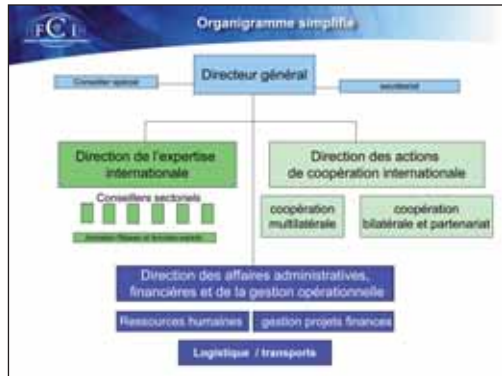 FCI
Organigramme simplifié
Directeur général
Conseiller spécial
secrétariat
Direction de l'expertise
internationale
Direction des actions
de coopération internationale
Conseillers sectoriels
coopération
multilatérale
coopération
bilatérale et partenariat
Direction des affaires administratives,
financières et de la gestion opérationnelle
Ressources humaines
gestion projets finances
Logistique / transports